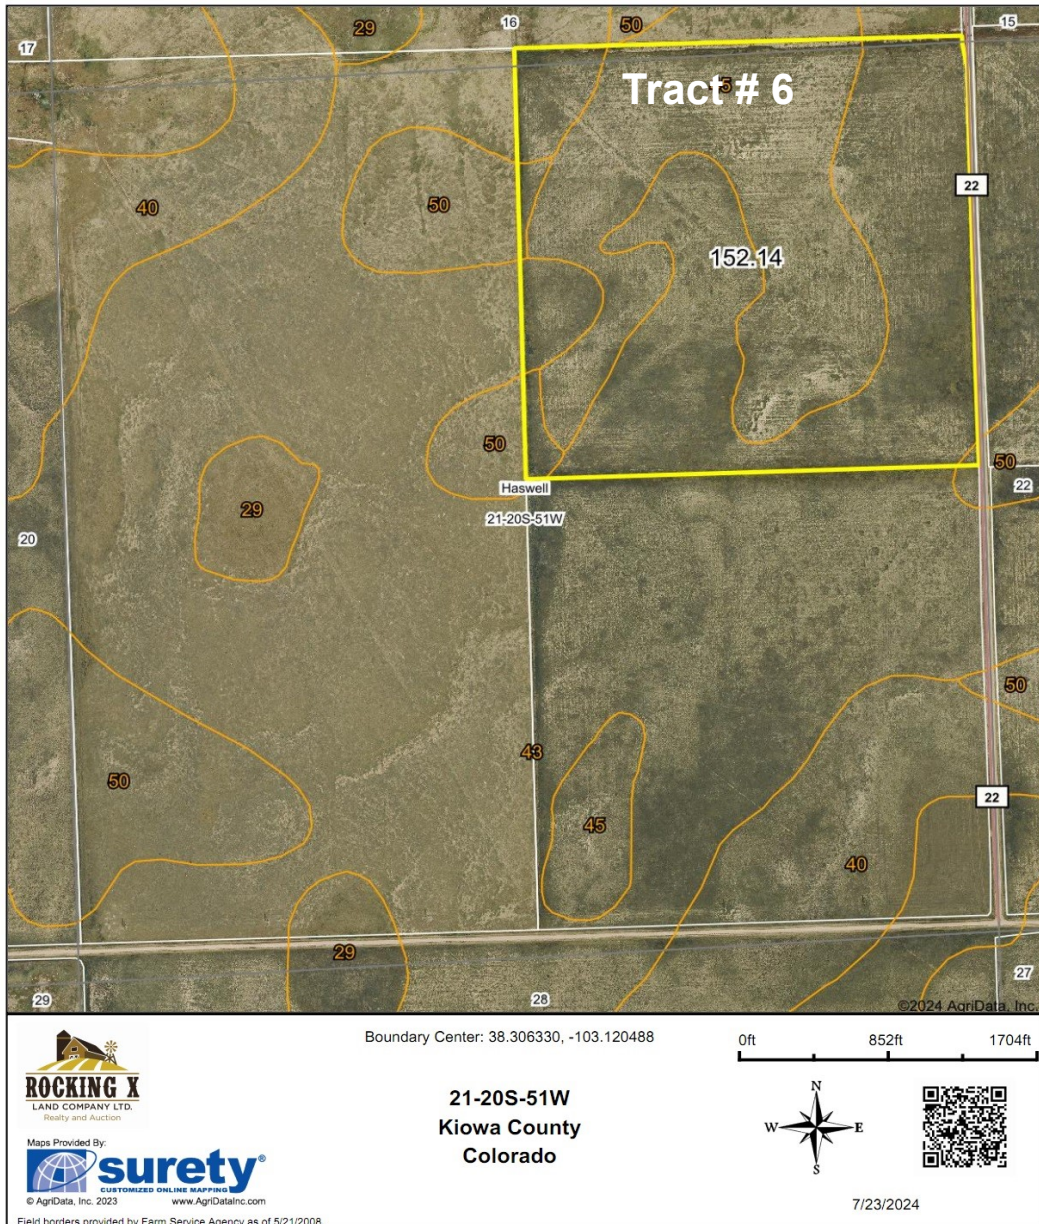 16
50
15
17
29
Tract # 6
45
22
40
50
152.14
50
50
Haswell
22
29
21-20S-51W
20
50
43
50
22
45
40
29
27
29
28
©2024 AgriData, Inc.
Boundary Center: 38.306330, -103.120488
0ft 852ft 1704ft
ROCKING X
LAND COMPANY LTD.
Realty and Auction
21-20S-51W
Kiowa County
Colorado
N
W E
S
Maps Provided By:
surety®
CUSTOMIZED ONLINE MAPPING
© AgriData, Inc. 2023 www.AgriDataInc.com
7/23/2024
Field borders provided by Farm Service Agency as of 5/21/2008.